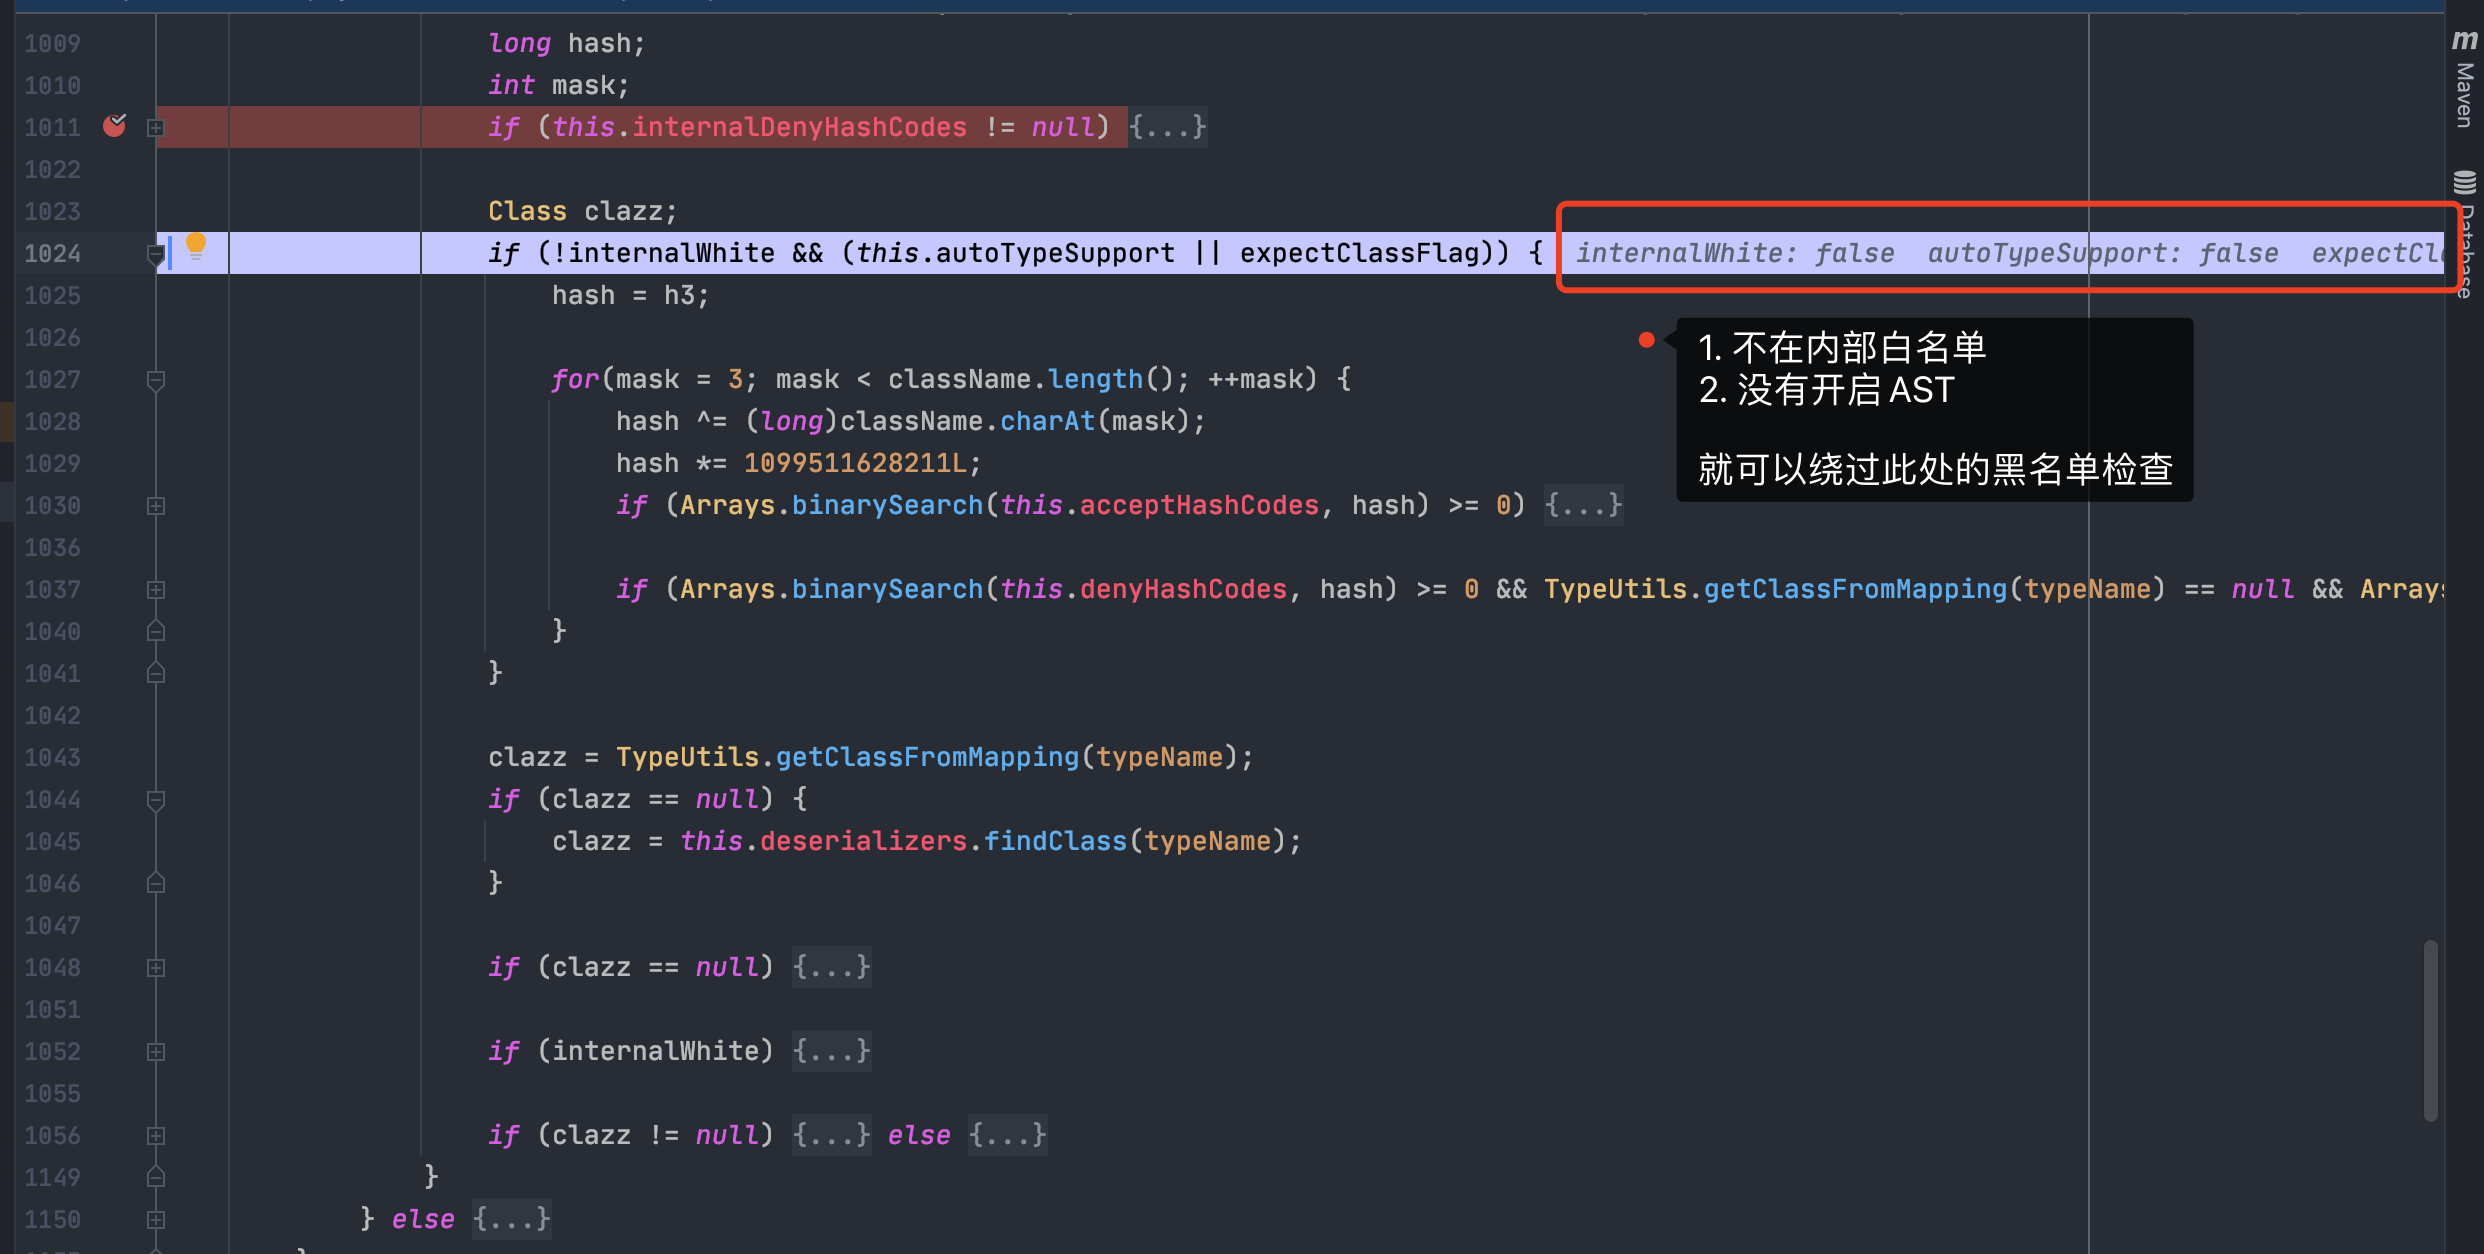 1009 long hash;
1010 int mask;
1011 if (this.internalDenyHashCodes != null) {...}
1022
1023 Class clazz;
1024 if (!internalWhite && (this.autoTypeSupport || expectClassFlag)) { internalWhite: false autoTypeSupport: false expectCl
1025 hash = h3;
1026
1. 不在内部白名单
1027 for(mask = 3; mask < className.length(); ++mask) {
2. 没有开启AST
1028 hash ^= (long)className.charAt(mask);
1029 hash *= 1099511628211L;
就可以绕过此处的黑名单检查
1030 if (Arrays.binarySearch(this.acceptHashCodes, hash) >= 0) {...}
1036
1037 if (Arrays.binarySearch(this.denyHashCodes, hash) >= 0 && TypeUtils.getClassFromMapping(typeName) == null && Arrays
1040 }
1041 }
1042
1043 clazz = TypeUtils.getClassFromMapping(typeName);
1044 if (clazz == null) {
1045 clazz = this.deserializers.findClass(typeName);
1046 }
1047
1048 if (clazz == null) {...}
1051
1052 if (internalWhite) {...}
1055
1056 if (clazz != null) {...} else {...}
1149 }
1150 } else {...}
}
m
Maven
Database